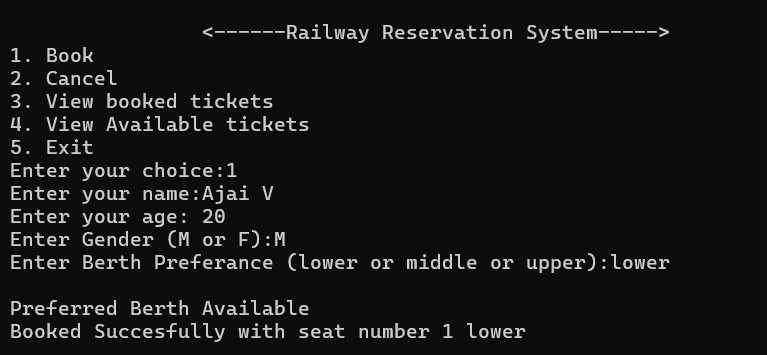 <------Railway Reservation System----->
1. Book
2. Cancel
3. View booked tickets
4. View Available tickets
5. Exit
Enter your choice:1
Enter your name:Ajai V
Enter your age: 20
Enter Gender (M or F):M
Enter Berth Preferance (lower or middle or upper):lower
Preferred Berth Available
Booked Succesfully with seat number 1 lower